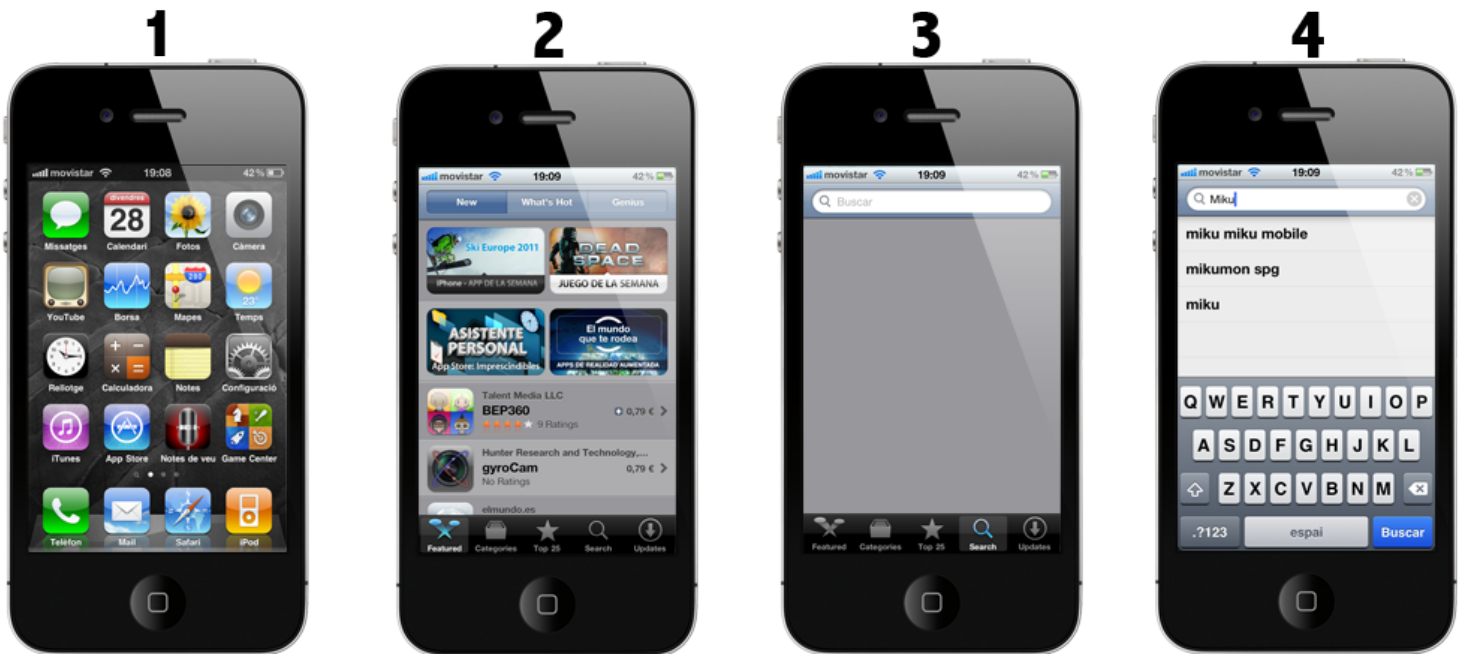 1
movistar 19:08 42 %
divendres
28
Missatges Calendari Fotos Càmera
280
23°
YouTube Borsa Mapes Temps
Rellotge Calculadora Notes Configuració
iTunes App Store Notes de veu Game Center
Telèfon Mail Safari iPod
2
movistar 19:09 42 %
New What's Hot Genius
Ski Europe 2011
iPhone - APP DE LA SEMANA
DEAD
SPACE
JUEGO DE LA SEMANA
ASISTENTE
PERSONAL
App Store: Imprescindibles
El mundo
que te rodea
APPS DE REALIDAD AUMENTADA
Talent Media LLC
BEP360
9 Ratings
0,79 €
Hunter Research and Technology,...
gyroCam
No Ratings
0,79 €
elmundo.es
Featured Categories Top 25 Search Updates
3
movistar 19:09 42 %
Buscar
Featured Categories Top 25 Search Updates
4
movistar 19:09 42 %
Miku
miku miku mobile
mikumon spg
miku
Q W E R T Y U I O P
A S D F G H J K L
Z X C V B N M
.?123 espai Buscar